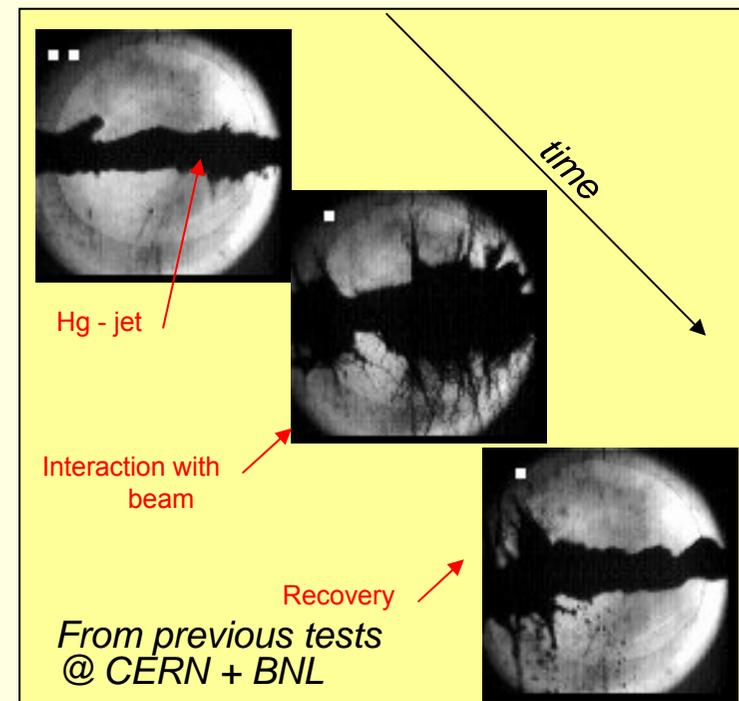 time
Hg - jet
Interaction with
beam
Recovery
From previous tests
@ CERN + BNL